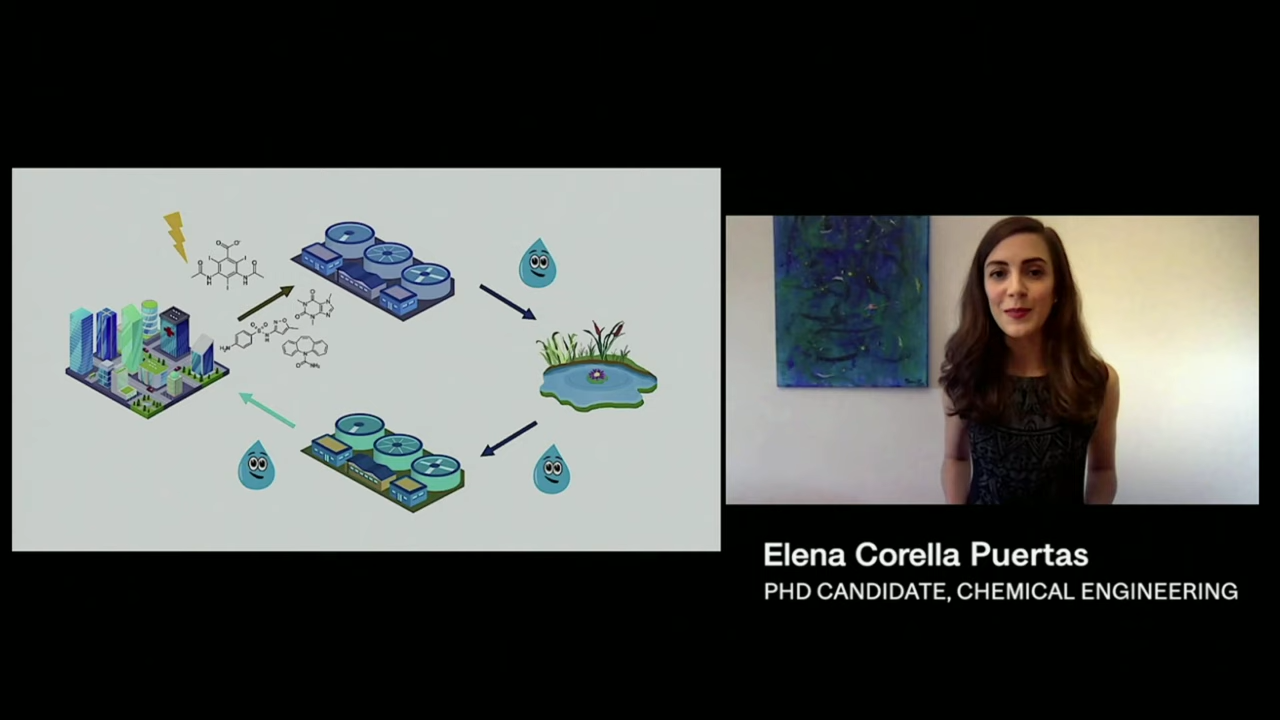 Elena Corella Puertas
PHD CANDIDATE, CHEMICAL ENGINEERING